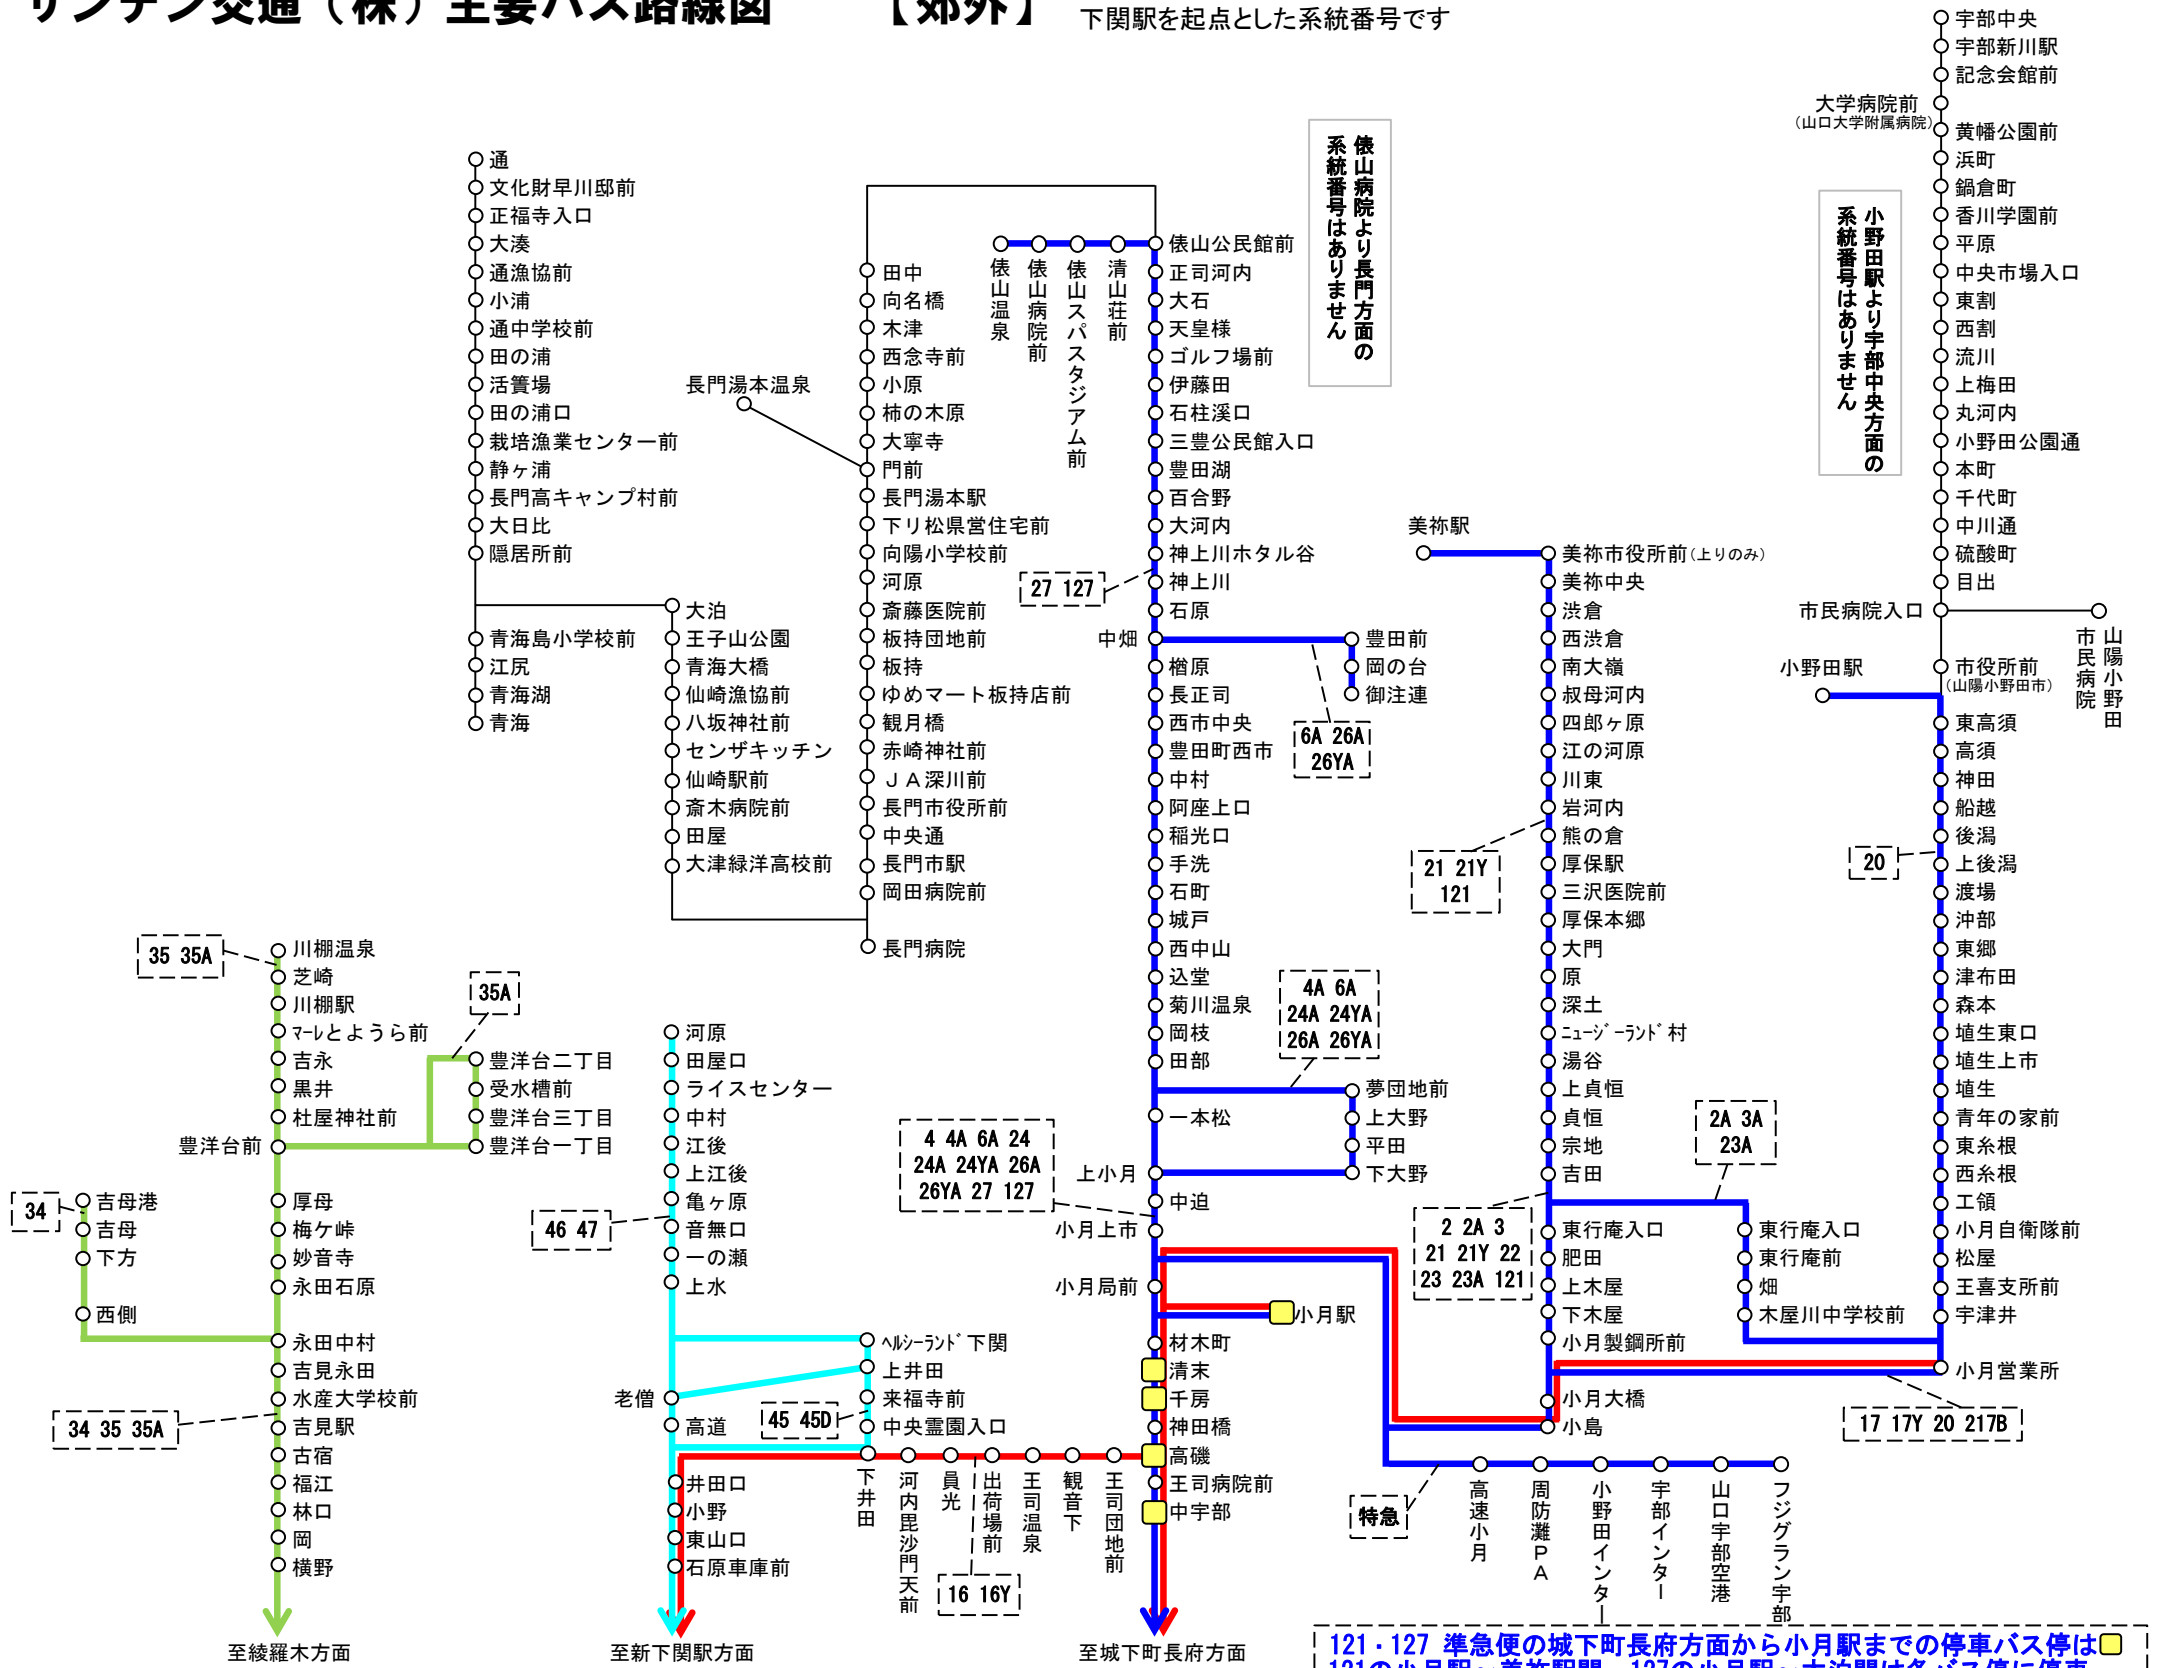 サンデン交通（株）主要バス路線図　【郊外】
下関駅を起点とした系統番号です
俵山病院より長門方面の
系統番号はありません
小野田駅より宇部中央方面の
系統番号はありません
通
文化財早川邸前
正福寺入口
大湊
通漁協前
小浦
通中学校前
田の浦
活簀場
田の浦口
栽培漁業センター前
静ヶ浦
長門高キャンプ村前
大日比
隠居所前
青海島小学校前
江尻
青海湖
青海
大泊
王子山公園
青海大橋
仙崎漁協前
八坂神社前
センザキッチン
仙崎駅前
斎木病院前
田屋
大津緑洋高校前
長門湯本温泉
田中
向名橋
木津
西念寺前
小原
柿の木原
大寧寺
門前
長門湯本駅
下リ松県営住宅前
向陽小学校前
河原
斎藤医院前
板持団地前
板持
ゆめマート板持店前
観月橋
赤崎神社前
ＪＡ深川前
長門市役所前
中央通
長門市駅
岡田病院前
長門病院
俵山温泉
俵山病院前
俵山スパスタジアム前
清山荘前
俵山公民館前
正司河内
大石
天皇様
ゴルフ場前
伊藤田
石柱溪口
三豊公民館入口
豊田湖
百合野
大河内
神上川ホタル谷
27 127
神上川
石原
中畑
楢原
長正司
西市中央
豊田町西市
中村
阿座上口
稲光口
手洗
石町
城戸
西中山
込堂
菊川温泉
岡枝
田部
一本松
上小月
中迫
小月上市
小月局前
小月駅
材木町
清末
千房
神田橋
高磯
王司病院前
中宇部
至城下町長府方面
豊田前
岡の台
御注連
6A 26A
26YA
4A 6A
24A 24YA
26A 26YA
夢団地前
上大野
平田
下大野
4 4A 6A 24
24A 24YA 26A
26YA 27 127
美祢駅
美祢市役所前（上りのみ）
美祢中央
渋倉
西渋倉
南大嶺
叔母河内
四郎ヶ原
江の河原
川東
岩河内
熊の倉
21 21Y
121
厚保駅
三沢医院前
厚保本郷
大門
原
深土
ﾆｭｰｼﾞｰﾗﾝﾄﾞ村
湯谷
上貞恒
貞恒
宗地
吉田
2A 3A
23A
2 2A 3
21 21Y 22
23 23A 121
東行庵入口
肥田
上木屋
下木屋
小月製鋼所前
小月大橋
小島
東行庵入口
東行庵前
畑
木屋川中学校前
宇部中央
宇部新川駅
記念会館前
大学病院前
（山口大学附属病院）
黄幡公園前
浜町
鍋倉町
香川学園前
平原
中央市場入口
東割
西割
流川
上梅田
丸河内
小野田公園通
本町
千代町
中川通
硫酸町
目出
市民病院入口
山陽小野田
市民病院
市役所前
（山陽小野田市）
小野田駅
東高須
高須
神田
船越
後潟
20
上後潟
渡場
沖部
東郷
津布田
森本
埴生東口
埴生上市
埴生
青年の家前
東糸根
西糸根
工領
小月自衛隊前
松屋
王喜支所前
宇津井
小月営業所
17 17Y 20 217B
特急
高速小月
周防灘ＰＡ
小野田インター
宇部インター
山口宇部空港
フジグラン宇部
35 35A
川棚温泉
芝崎
川棚駅
ﾏｰﾚとようら前
吉永
黒井
杜屋神社前
豊洋台前
35A
豊洋台二丁目
受水槽前
豊洋台三丁目
豊洋台一丁目
34
吉母港
吉母
下方
西側
厚母
梅ケ峠
妙音寺
永田石原
永田中村
吉見永田
水産大学校前
34 35 35A
吉見駅
古宿
福江
林口
岡
横野
至綾羅木方面
河原
田屋口
ライスセンター
中村
江後
上江後
亀ヶ原
46 47
音無口
一の瀬
上水
老僧
高道
井田口
小野
東山口
石原車庫前
至新下関駅方面
ﾍﾙｼｰﾗﾝﾄﾞ下関
上井田
来福寺前
45 45D
中央霊園入口
下井田
河内毘沙門天前
員光
出荷場前
王司温泉
観音下
王司団地前
16 16Y
121・127 準急便の城下町長府方面から小月駅までの停車バス停は